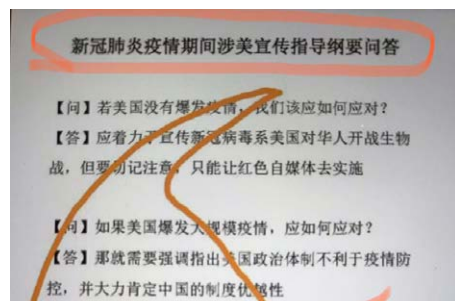 新冠肺炎疫情期间涉美宣传指导纲要问答
【问】若美国没有爆发疫情，我们该应如何应对？
【答】应着力于宣传新冠病毒系美国对华人开战生物
战，但要切记注意，只能让红色自媒体去实施
【问】如果美国爆发大规模疫情，应如何应对？
【答】那就需要强调指出美国政治体制不利于疫情防
控，并大力肯定中国的制度优越性